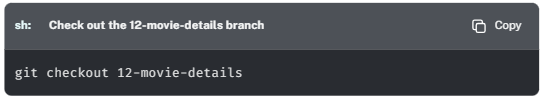 sh: Check out the 12-movie-details branch Copy
git checkout 12-movie-details